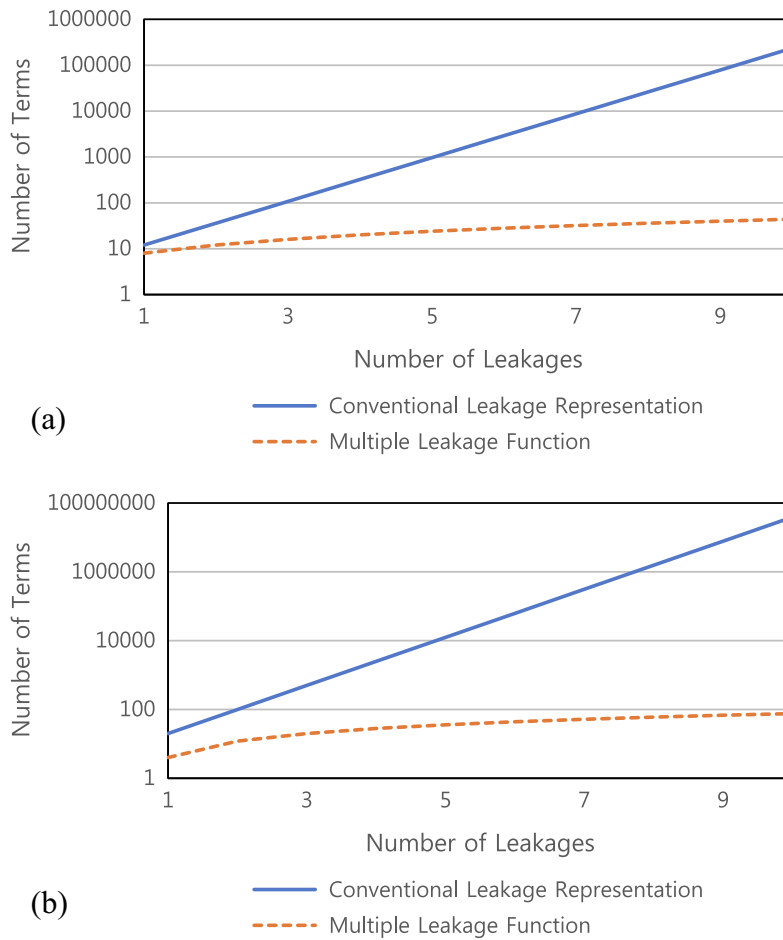 1000000
100000
10000
1000
100
10
1
Number of Terms
1 3 5 7 9
Number of Leakages
(a)
Conventional Leakage Representation
Multiple Leakage Function
100000000
1000000
10000
100
1
Number of Terms
1 3 5 7 9
Number of Leakages
(b)
Conventional Leakage Representation
Multiple Leakage Function